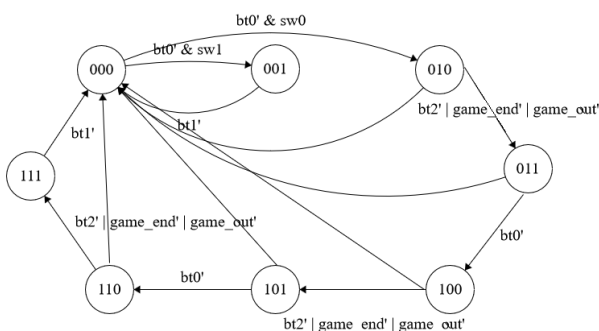 bt0' & sw0
bt0' & sw1
000
001
010
bt2' | game_end' | game_out'
bt1'
bt1'
111
011
bt2' | game_end' | game_out'
bt0'
bt0'
110
101
100
bt2' | game_end' | game_out'